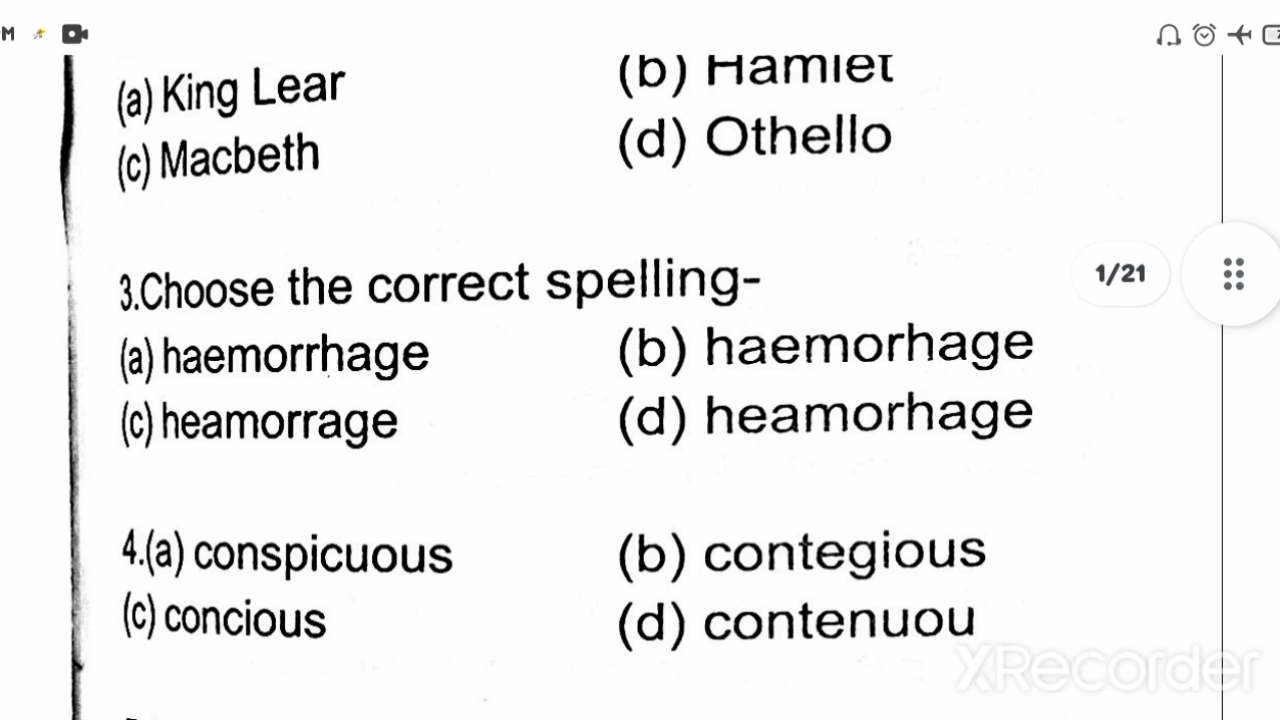 M
(a) King Lear (b) Hamlet
(c) Macbeth (d) Othello
3.Choose the correct spelling-
1/21
(a) haemorrhage (b) haemorhage
(c) heamorrage (d) heamorhage
4.(a) conspicuous (b) contegious
(c) concious (d) contenuou
XRecorder